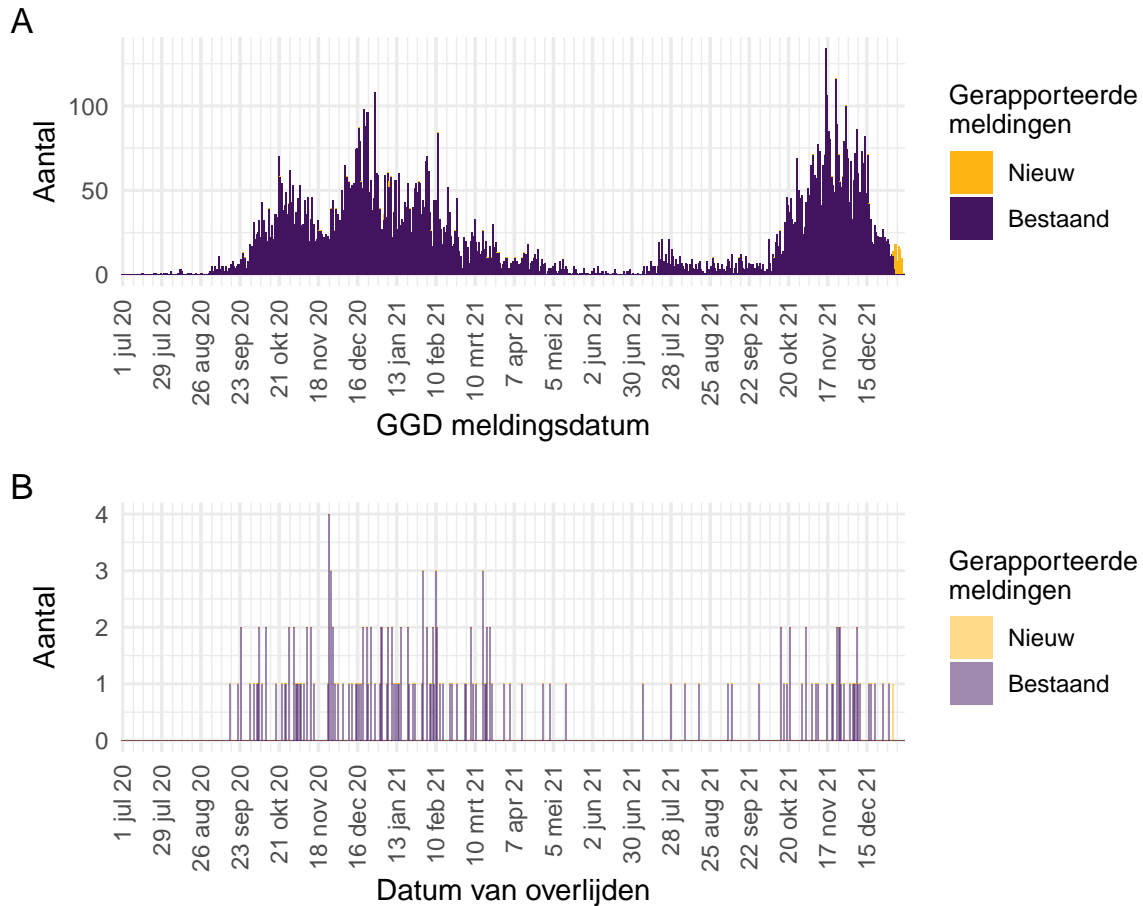 A
Aantal
100
50
0
1 jul 20
29 jul 20
26 aug 20
23 sep 20
21 okt 20
18 nov 20
16 dec 20
13 jan 21
10 feb 21
10 mrt 21
7 apr 21
5 mei 21
2 jun 21
30 jun 21
28 jul 21
25 aug 21
22 sep 21
20 okt 21
17 nov 21
15 dec 21
GGD meldingsdatum
Gerapporteerde
meldingen
Nieuw
Bestaand
B
Aantal
4
3
2
1
0
1 jul 20
29 jul 20
26 aug 20
23 sep 20
21 okt 20
18 nov 20
16 dec 20
13 jan 21
10 feb 21
10 mrt 21
7 apr 21
5 mei 21
2 jun 21
30 jun 21
28 jul 21
25 aug 21
22 sep 21
20 okt 21
17 nov 21
15 dec 21
Datum van overlijden
Gerapporteerde
meldingen
Nieuw
Bestaand